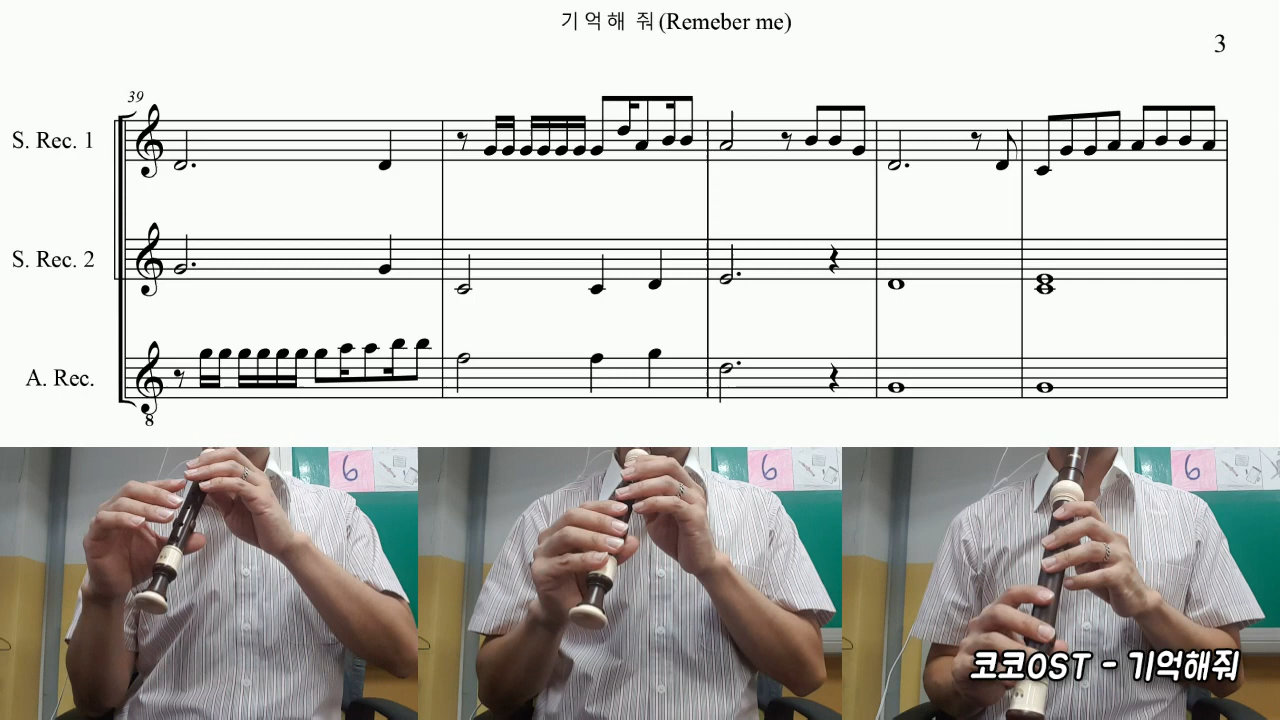 기억해 줘(Remeber me)
3
39
S. Rec. 1
S. Rec. 2
A. Rec.
8
6
6
6
코코OST - 기억해줘